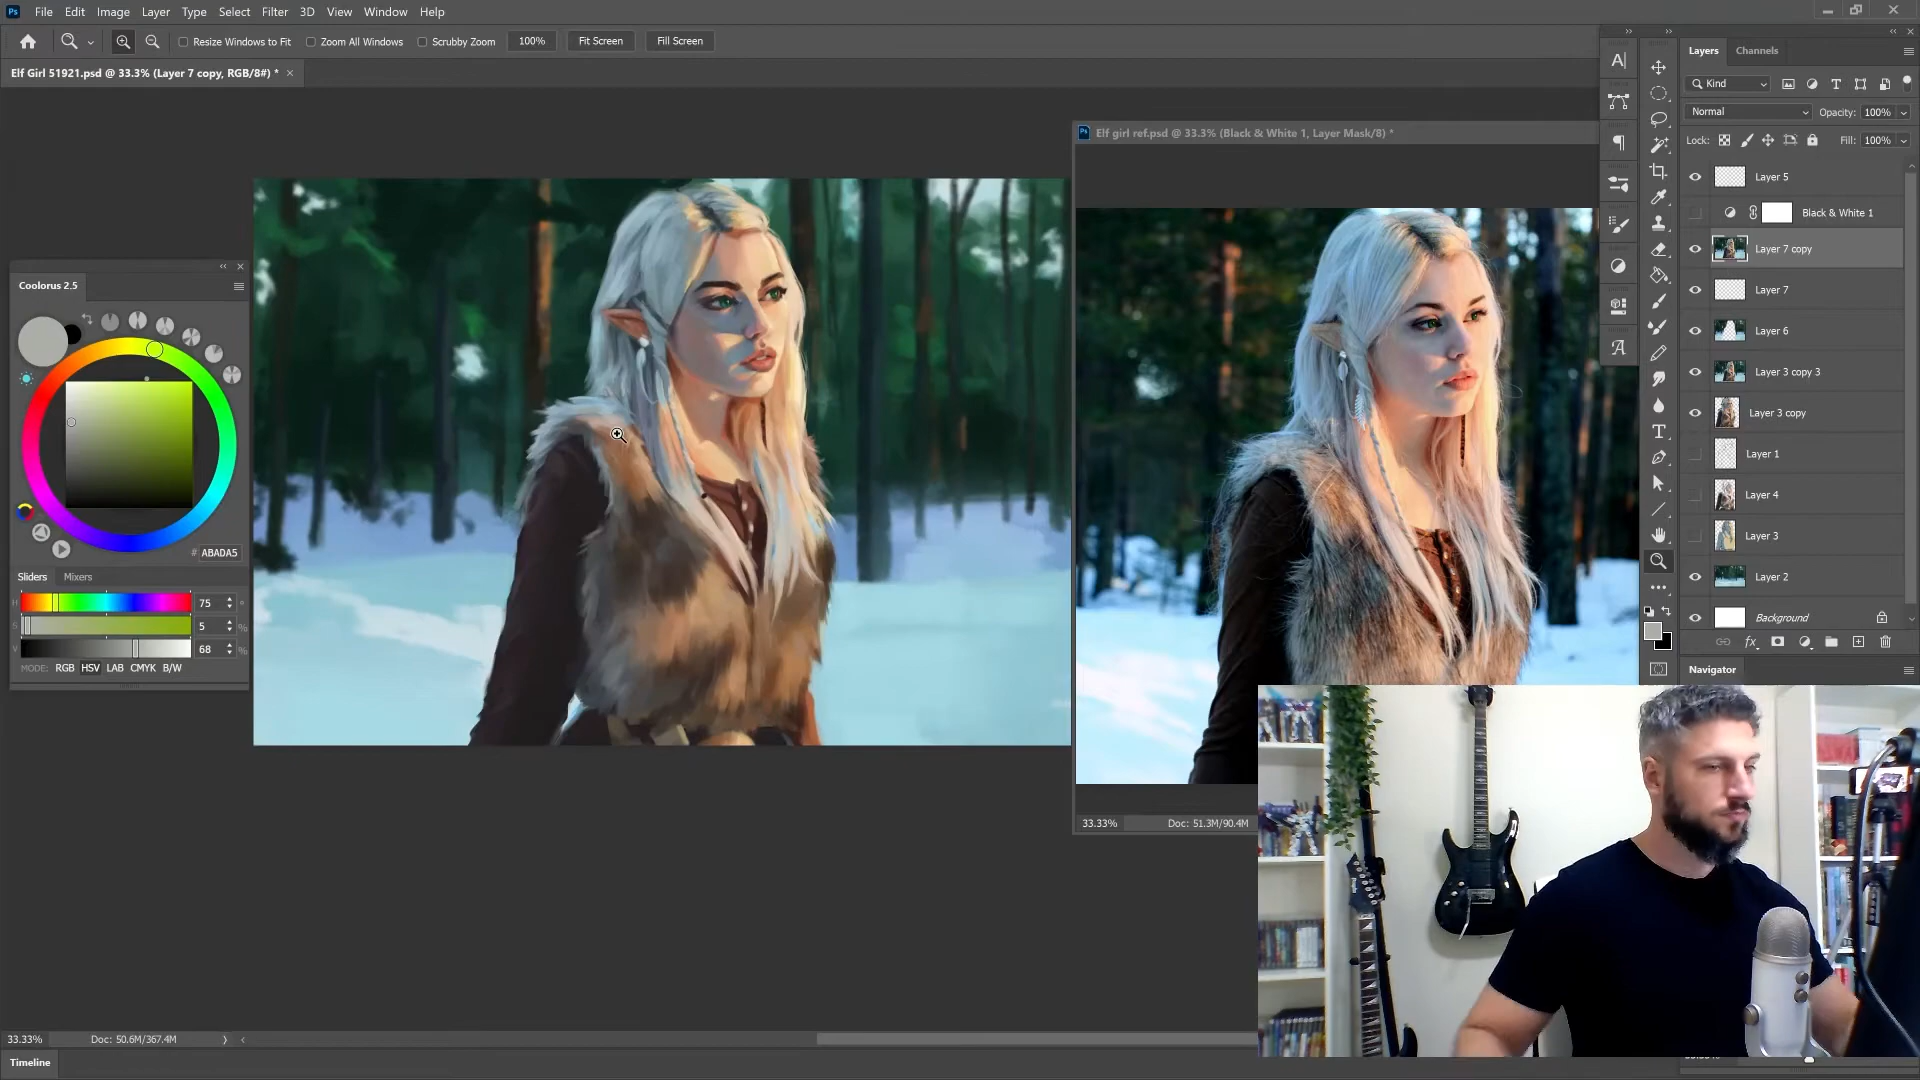 Ps File Edit Image Layer Type Select Filter 3D View Window Help
Resize Windows to Fit Zoom All Windows Scrubby Zoom 100% Fit Screen Fill Screen
Elf Girl 51921.psd @ 33.3% (Layer 7 copy, RGB/8#) *
Elf girl ref.psd @ 33.3% (Black & White 1, Layer Mask/8) *
Coolorus 2.5
# ABADA5
Sliders Mixers
H 75 °
S 5 %
V 68 %
MODE: RGB HSV LAB CMYK B/W
33.33% Doc: 51.3M/90.4M
33.33% Doc: 50.6M/367.4M
Timeline
Layers Channels
Kind
Normal Opacity: 100%
Lock: Fill: 100%
Layer 5
Black & White 1
Layer 7 copy
Layer 7
Layer 6
Layer 3 copy 3
Layer 3 copy
Layer 1
Layer 4
Layer 3
Layer 2
Background
fx
Navigator